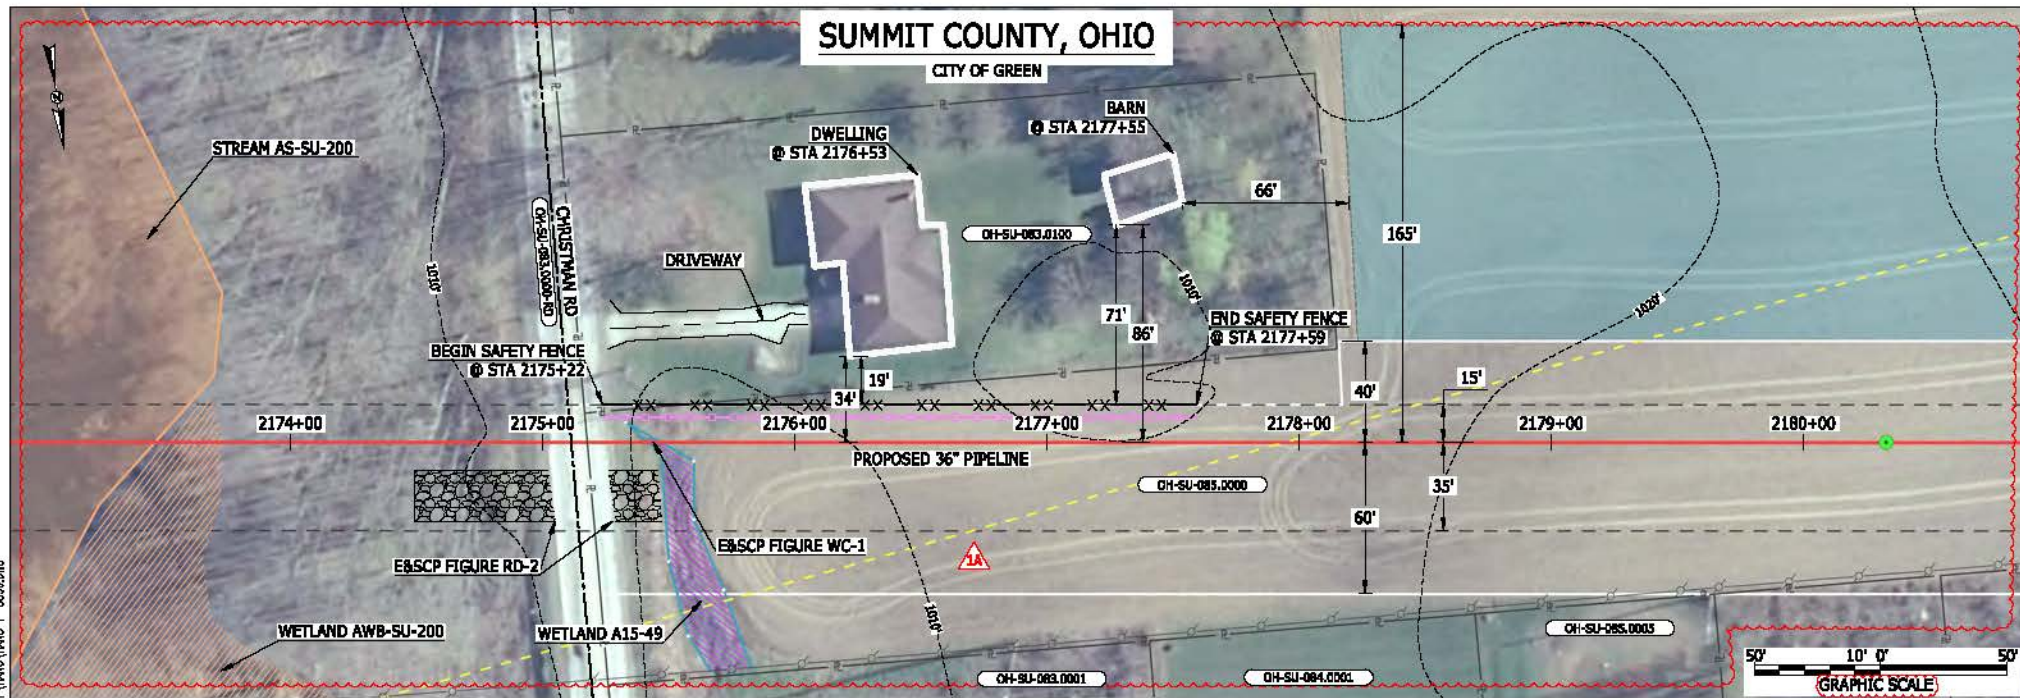 SUMMIT COUNTY, OHIO
CITY OF GREEN
STREAM AS-SU-200
DWELLING
@ STA 2176+53
BARN
@ STA 2177+55
CHRISTMAN RD
OH-SU-083.0000-RD
OH-SU-083.0100
66'
165'
1010'
DRIVEWAY
1010'
1020'
71'
86'
END SAFETY FENCE
@ STA 2177+59
BEGIN SAFETY FENCE
@ STA 2175+22
19'
34'
40'
15'
2174+00
2175+00
2176+00
2177+00
2178+00
2179+00
2180+00
PROPOSED 36" PIPELINE
OH-SU-085.0000
35'
60'
E&SCP FIGURE WC-1
E&SCP FIGURE RD-2
1A
1010'
WETLAND AWB-SU-200
WETLAND A15-49
OH-SU-085.0005
OH-SU-083.0001
OH-SU-084.0001
50' 10' 0' 50'
GRAPHIC SCALE